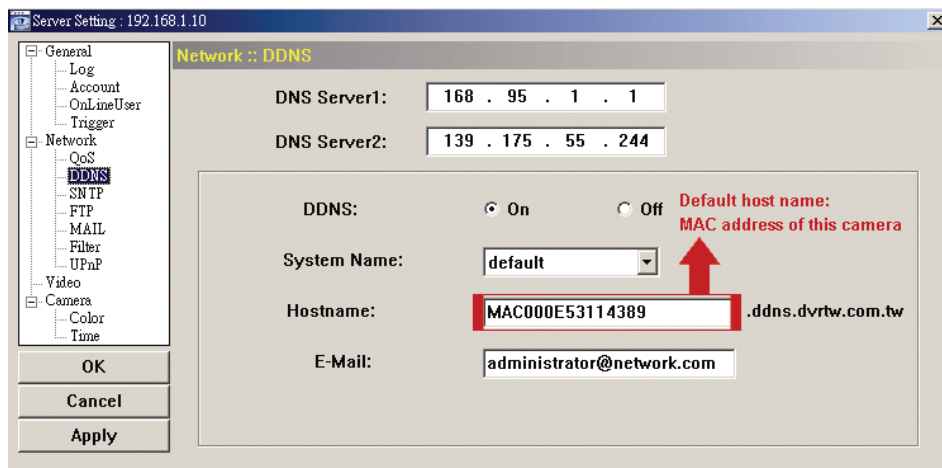 Server Setting : 192.168.1.10
General
Log
Account
OnLineUser
Trigger
Network
QoS
DDNS
SNTP
FTP
MAIL
Filter
UPnP
Video
Camera
Color
Time
OK
Cancel
Apply
Network :: DDNS
DNS Server1: 168 . 95 . 1 . 1
DNS Server2: 139 . 175 . 55 . 244
DDNS: On Off
Default host name:
MAC address of this camera
System Name: default
Hostname: MAC000E53114389 .ddns.dvrtw.com.tw
E-Mail: administrator@network.com